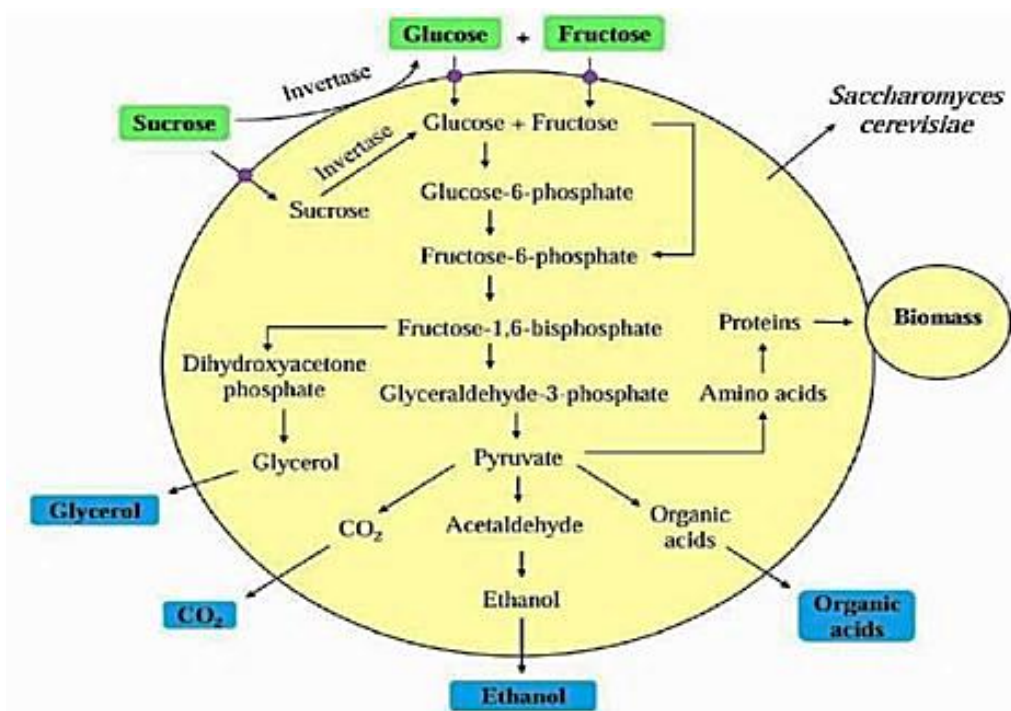 Glucose + Fructose
Invertase
Sucrose
Saccharomyces
cerevisiae
Glucose + Fructose
Invertase
Sucrose
Glucose-6-phosphate
Fructose-6-phosphate
Fructose-1,6-bisphosphate
Proteins
Biomass
Dihydroxyacetone
phosphate
Glyceraldehyde-3-phosphate
Amino acids
Glycerol
Pyruvate
Glycerol
CO₂
Acetaldehyde
Organic
acids
Ethanol
CO₂
Organic
acids
Ethanol